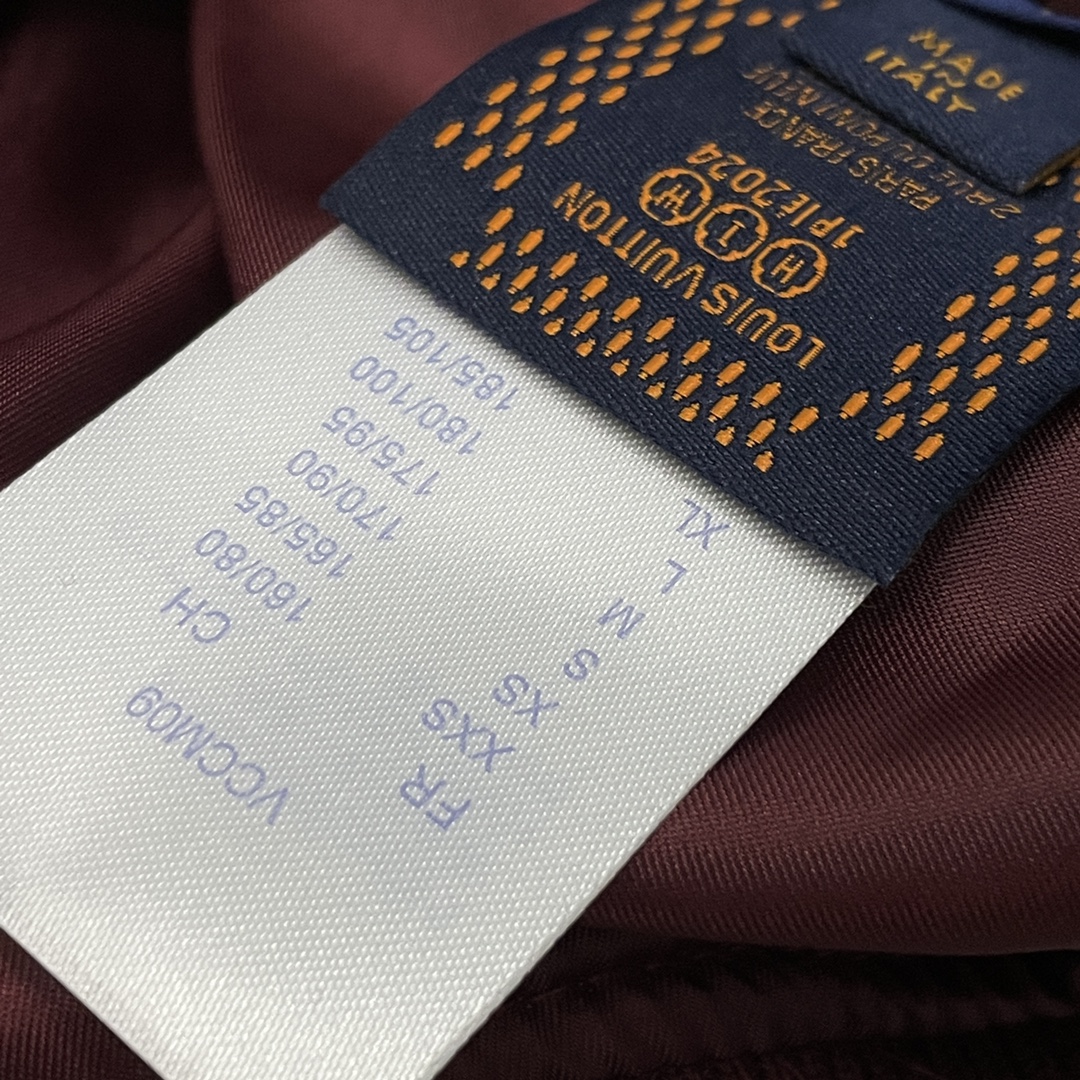 VCCM09
FR CH
XXS 160/80
XS 165/85
S 170/90
M 175/95
L 180/100
XL 185/105
LOUIS VUITTON
H I W
1PIE2024
PARIS FRANCE
2 RUE DU PONT NEUF
MADE
IN
ITALY